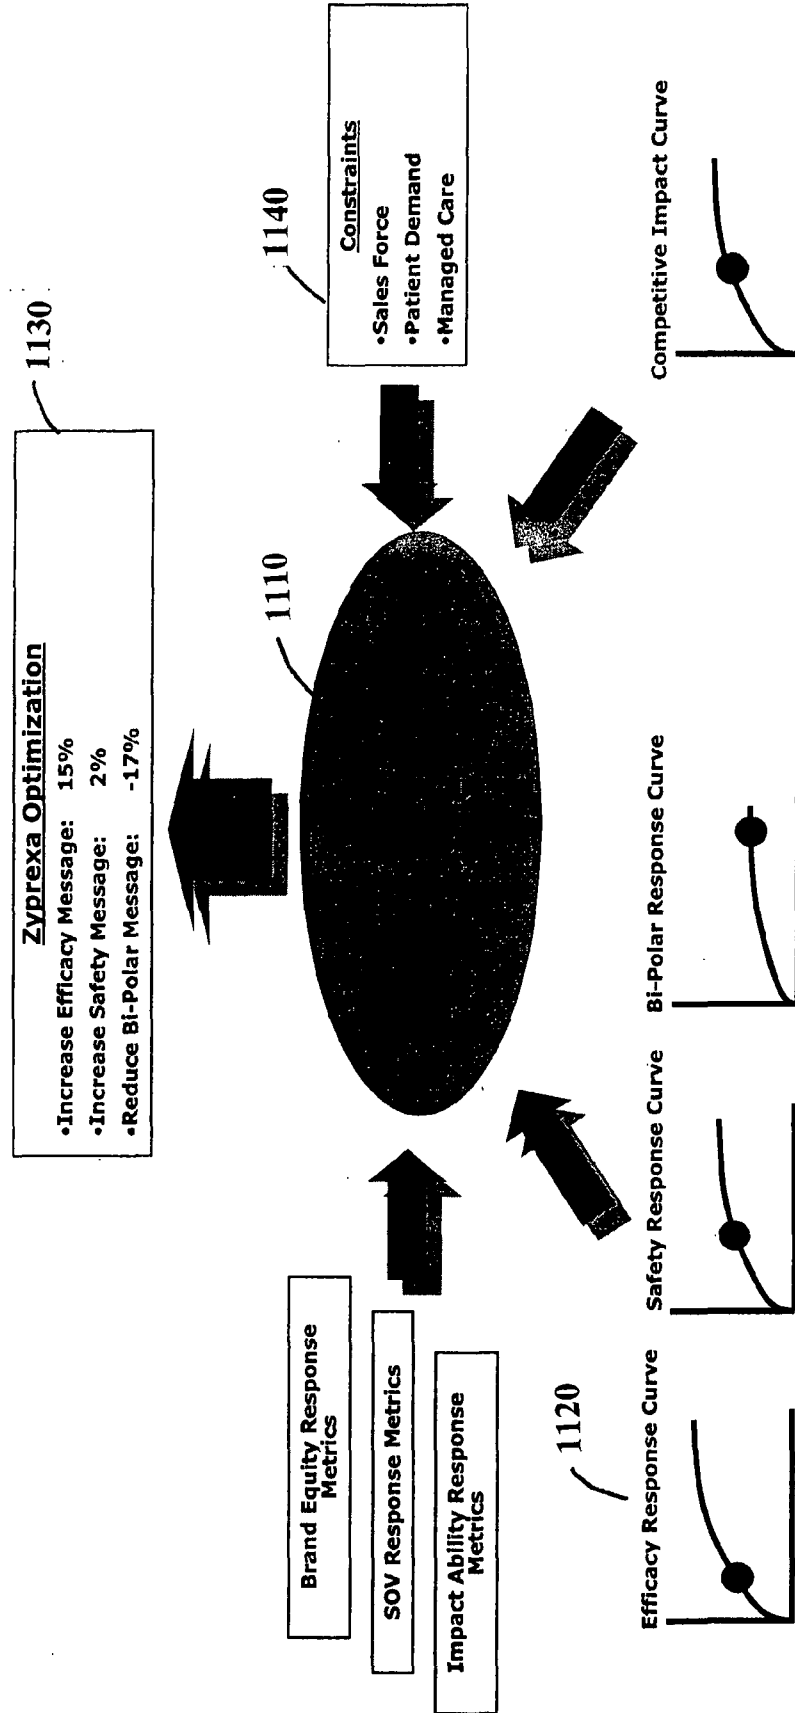 1130
Zyprexa Optimization
•Increase Efficacy Message: 15%
•Increase Safety Message: 2%
•Reduce Bi-Polar Message: -17%
Brand Equity Response
Metrics
SOV Response Metrics
Impact Ability Response
Metrics
1110
1140
Constraints
•Sales Force
•Patient Demand
•Managed Care
1120
Efficacy Response Curve
Safety Response Curve
Bi-Polar Response Curve
Competitive Impact Curve